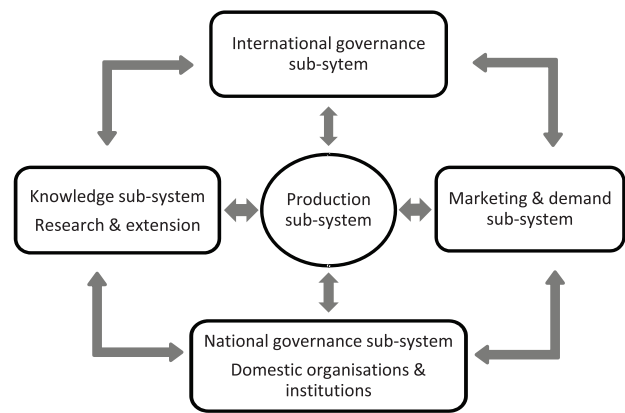 International governance
sub-sytem
Knowledge sub-system
Research & extension
Production
sub-system
Marketing & demand
sub-system
National governance sub-system
Domestic organisations &
institutions